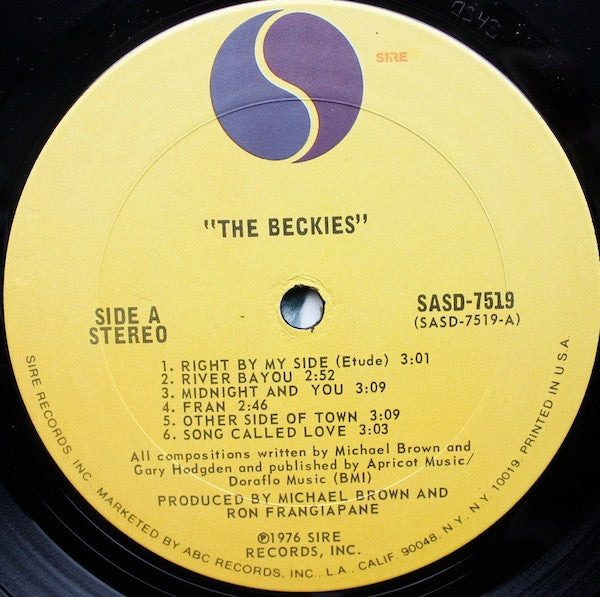 SIRE
"THE BECKIES"
SIDE A
STEREO
SASD-7519
(SASD-7519-A)
1. RIGHT BY MY SIDE (Etude) 3:01
2. RIVER BAYOU 2:52
3. MIDNIGHT AND YOU 3:09
4. FRAN 2:46
5. OTHER SIDE OF TOWN 3:09
6. SONG CALLED LOVE 3:03
All compositions written by Michael Brown and
Gary Hodgden and published by Apricot Music/
Doraflo Music (BMI)
PRODUCED BY MICHAEL BROWN AND
RON FRANGIAPANE
Ⓟ1976 SIRE
RECORDS, INC.
SIRE RECORDS, INC. MARKETED BY ABC RECORDS, INC., L.A., CALIF. 90048. N.Y., N.Y. 10019. PRINTED IN U.S.A.